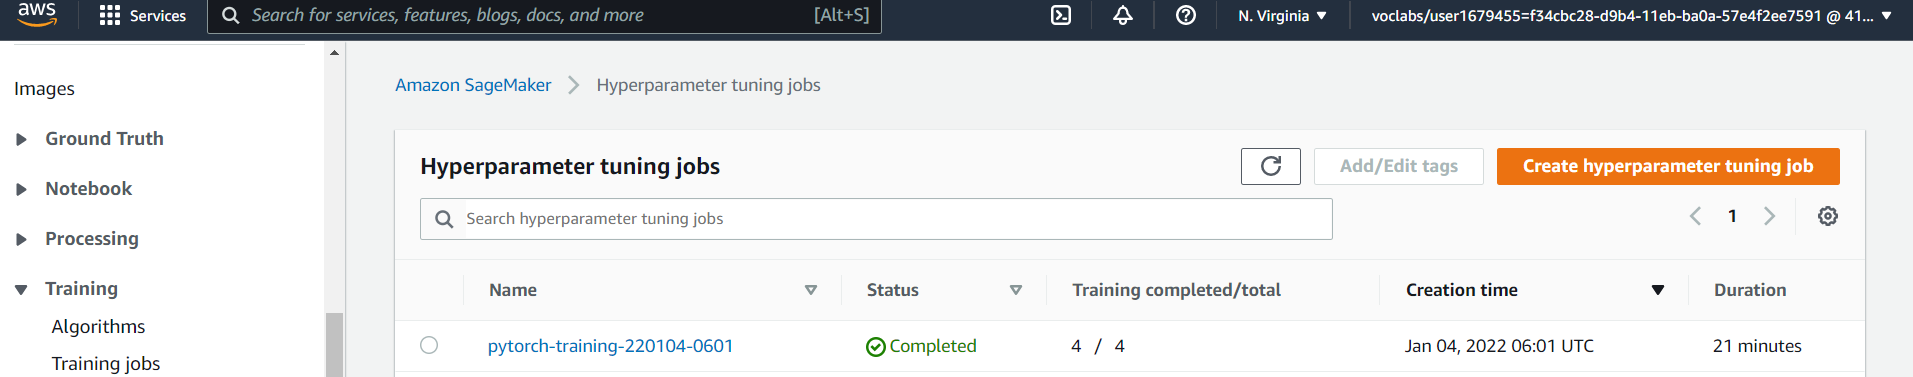 aws
Services
Search for services, features, blogs, docs, and more [Alt+S]
N. Virginia
voclabs/user1679455=f34cbc28-d9b4-11eb-ba0a-57e4f2ee7591 @ 41...
Images
Ground Truth
Notebook
Processing
Training
Algorithms
Training jobs
Amazon SageMaker > Hyperparameter tuning jobs
Hyperparameter tuning jobs
Add/Edit tags
Create hyperparameter tuning job
Search hyperparameter tuning jobs
1
Name Status Training completed/total Creation time Duration
pytorch-training-220104-0601 Completed 4 / 4 Jan 04, 2022 06:01 UTC 21 minutes